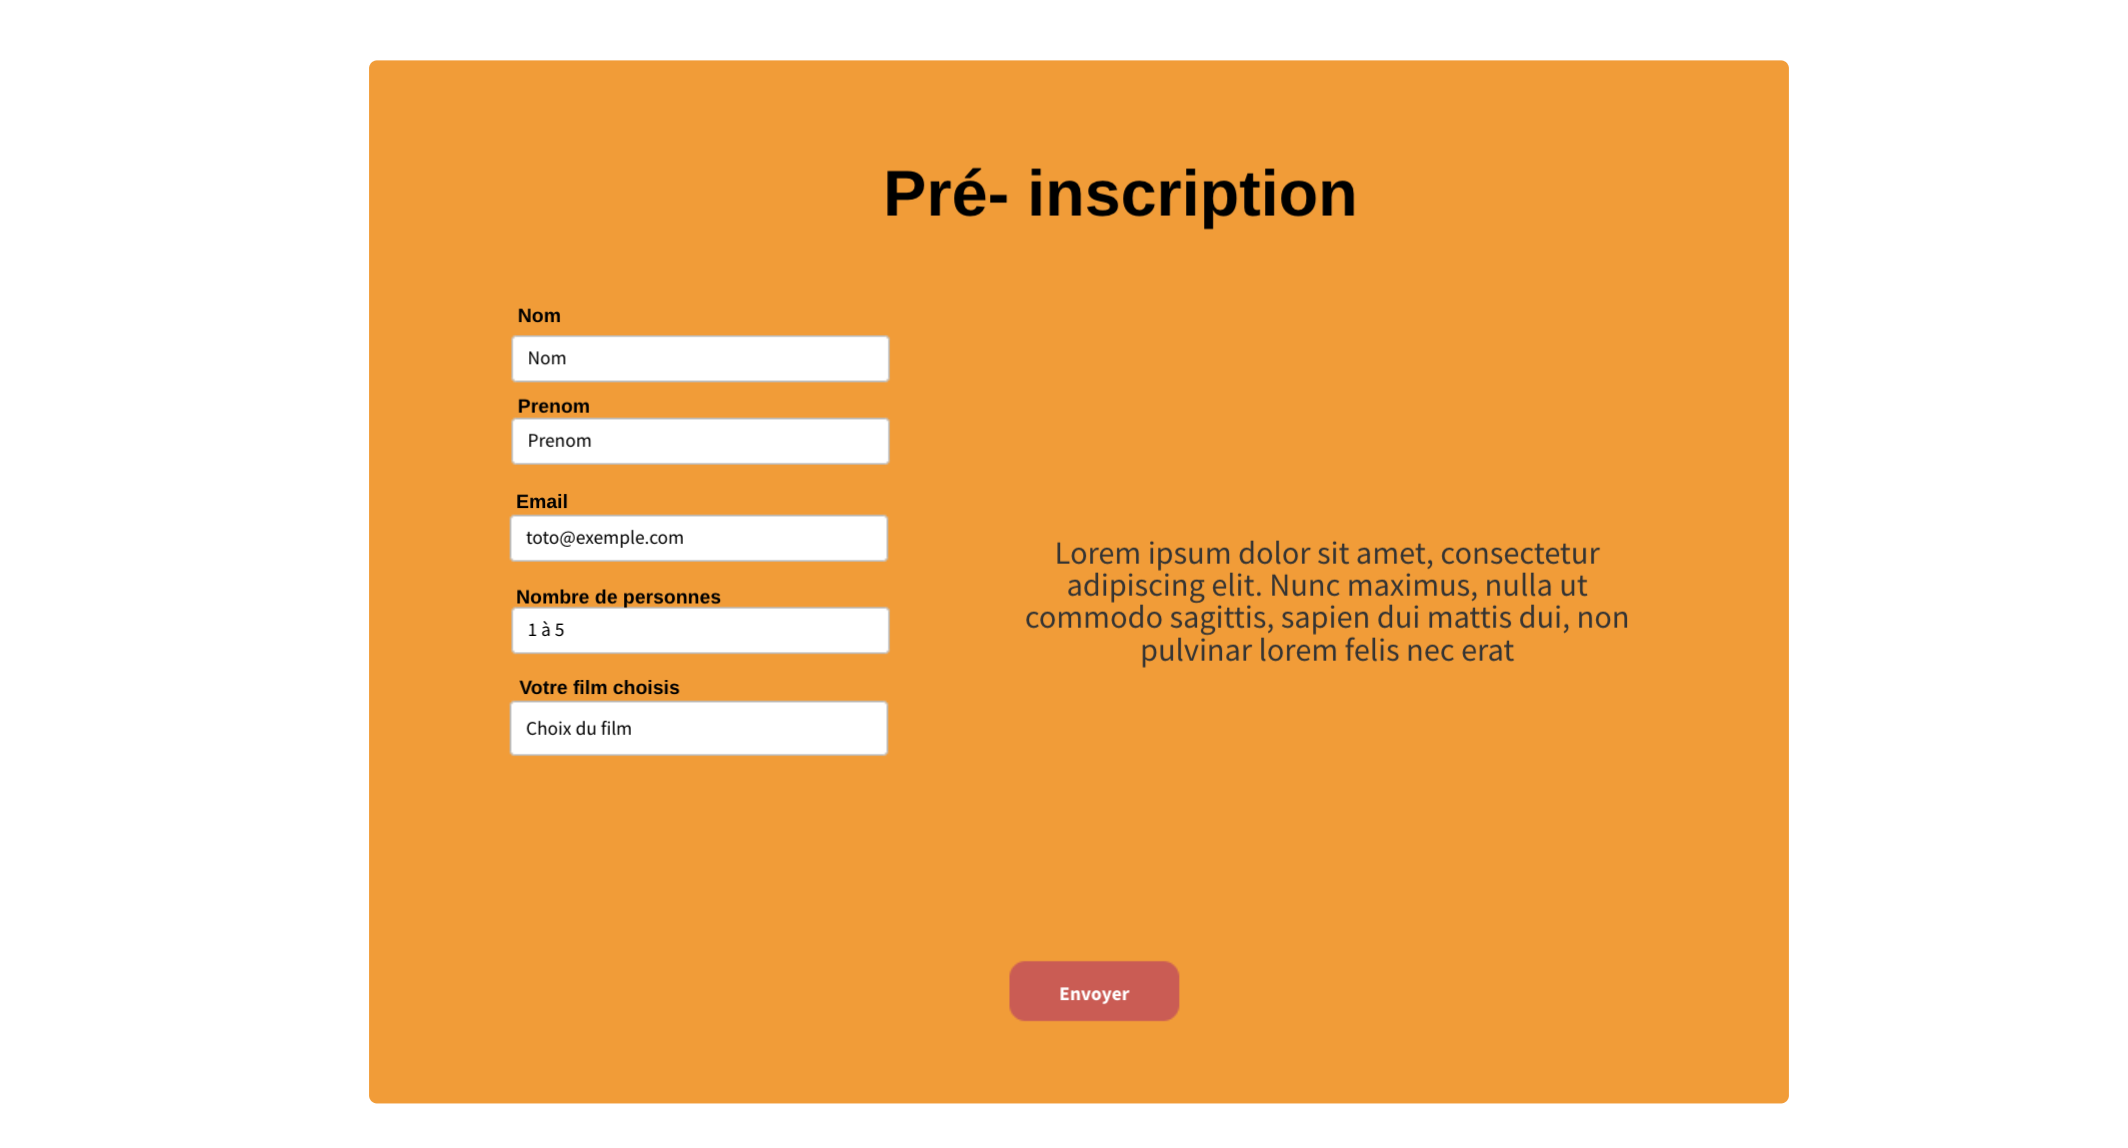 Pré- inscription
Nom
Nom
Prenom
Prenom
Email
toto@exemple.com
Nombre de personnes
1 à 5
Votre film choisis
Choix du film
Lorem ipsum dolor sit amet, consectetur
adipiscing elit. Nunc maximus, nulla ut
commodo sagittis, sapien dui mattis dui, non
pulvinar lorem felis nec erat
Envoyer